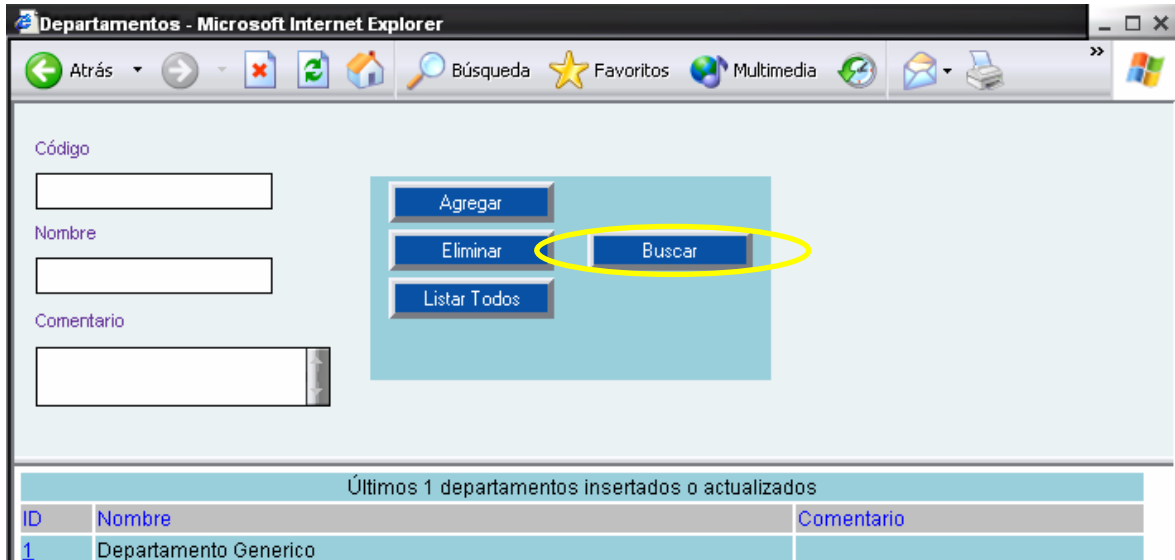 Departamentos - Microsoft Internet Explorer
Atrás Búsqueda Favoritos Multimedia »
Código
Agregar
Nombre
Eliminar Buscar
Listar Todos
Comentario
Últimos 1 departamentos insertados o actualizados
ID Nombre Comentario
1 Departamento Generico